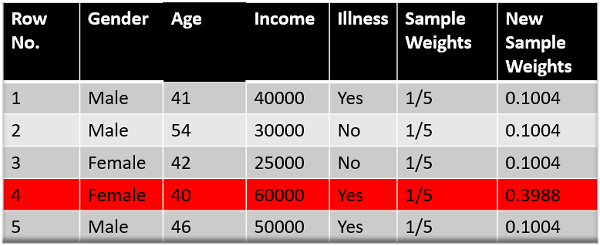 Row No. Gender Age Income Illness Sample Weights New Sample Weights
1 Male 41 40000 Yes 1/5 0.1004
2 Male 54 30000 No 1/5 0.1004
3 Female 42 25000 No 1/5 0.1004
4 Female 40 60000 Yes 1/5 0.3988
5 Male 46 50000 Yes 1/5 0.1004